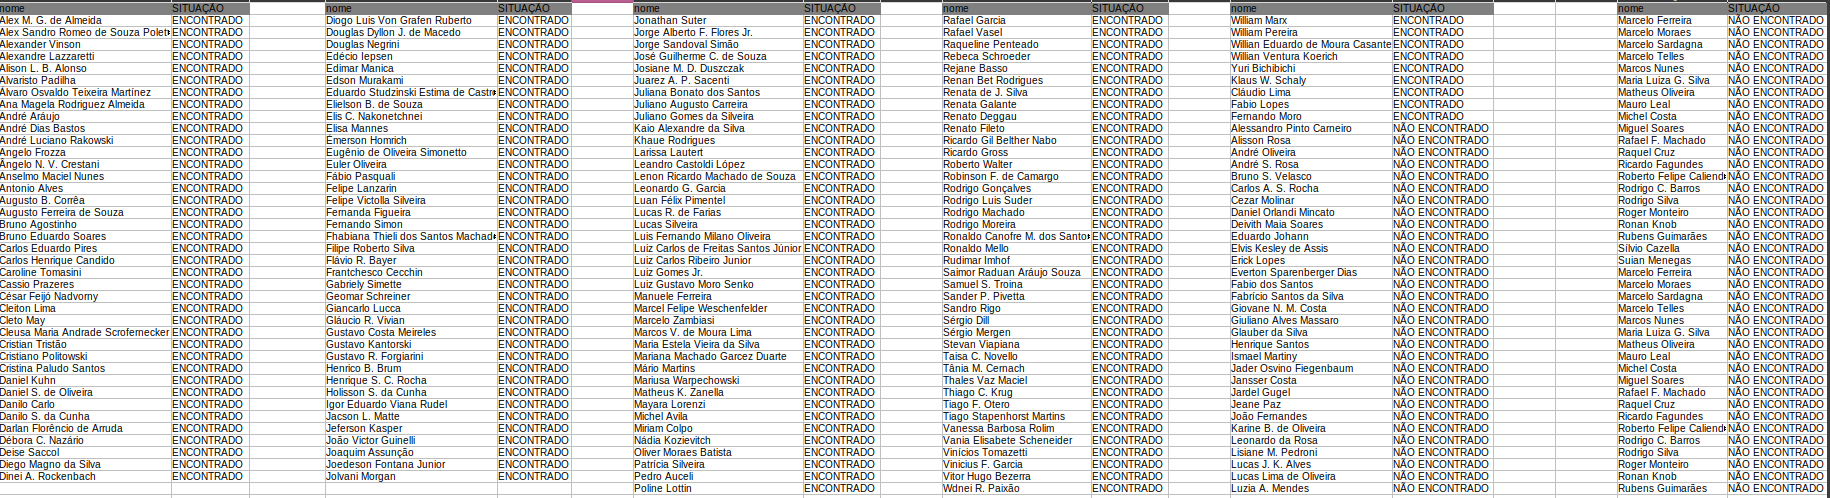 nome SITUAÇÃO nome SITUAÇÃO nome SITUAÇÃO nome SITUAÇÃO nome SITUAÇÃO nome SITUAÇÃO
Alex M. G. de Almeida ENCONTRADO Diogo Luis Von Grafen Ruberto ENCONTRADO Jonathan Suter ENCONTRADO Rafael Garcia ENCONTRADO William Marx ENCONTRADO Marcelo Ferreira NÃO ENCONTRADO
Alex Sandro Romeo de Souza Polet ENCONTRADO Douglas Dyllon J. de Macedo ENCONTRADO Jorge Alberto F. Flores Jr. ENCONTRADO Rafael Vasel ENCONTRADO William Pereira ENCONTRADO Marcelo Moraes NÃO ENCONTRADO
Alexander Vinson ENCONTRADO Douglas Negrini ENCONTRADO Jorge Sandoval Simão ENCONTRADO Raqueline Penteado ENCONTRADO Willian Eduardo de Moura Casante ENCONTRADO Marcelo Sardagna NÃO ENCONTRADO
Alexandre Lazzaretti ENCONTRADO Edécio Iepsen ENCONTRADO José Guilherme C. de Souza ENCONTRADO Rebeca Schroeder ENCONTRADO Willian Ventura Koerich ENCONTRADO Marcelo Telles NÃO ENCONTRADO
Alison L. B. Alonso ENCONTRADO Edimar Manica ENCONTRADO Josiane M. D. Duszczak ENCONTRADO Rejane Basso ENCONTRADO Yuri Bichibichi ENCONTRADO Marcos Nunes NÃO ENCONTRADO
Alvaristo Padilha ENCONTRADO Edson Murakami ENCONTRADO Juarez A. P. Sacenti ENCONTRADO Renan Bet Rodrigues ENCONTRADO Klaus W. Schaly ENCONTRADO Maria Luiza G. Silva NÃO ENCONTRADO
Álvaro Osvaldo Teixeira Martínez ENCONTRADO Eduardo Studzinski Estima de Castr ENCONTRADO Juliana Bonato dos Santos ENCONTRADO Renata de J. Silva ENCONTRADO Cláudio Lima ENCONTRADO Matheus Oliveira NÃO ENCONTRADO
Ana Magela Rodriguez Almeida ENCONTRADO Elielson B. de Souza ENCONTRADO Juliano Augusto Carreira ENCONTRADO Renata Galante ENCONTRADO Fabio Lopes ENCONTRADO Mauro Leal NÃO ENCONTRADO
André Aráujo ENCONTRADO Elis C. Nakonetchnei ENCONTRADO Juliano Gomes da Silveira ENCONTRADO Renato Deggau ENCONTRADO Fernando Moro ENCONTRADO Michel Costa NÃO ENCONTRADO
André Dias Bastos ENCONTRADO Elisa Mannes ENCONTRADO Kaio Alexandre da Silva ENCONTRADO Renato Fileto ENCONTRADO Alessandro Pinto Carneiro NÃO ENCONTRADO Miguel Soares NÃO ENCONTRADO
André Luciano Rakowski ENCONTRADO Émerson Homrich ENCONTRADO Khaue Rodrigues ENCONTRADO Ricardo Gil Belther Nabo ENCONTRADO Alisson Rosa NÃO ENCONTRADO Rafael F. Machado NÃO ENCONTRADO
Angelo Frozza ENCONTRADO Eugênio de Oliveira Simonetto ENCONTRADO Larissa Lautert ENCONTRADO Ricardo Gross ENCONTRADO André Oliveira NÃO ENCONTRADO Raquel Cruz NÃO ENCONTRADO
Ângelo N. V. Crestani ENCONTRADO Euler Oliveira ENCONTRADO Leandro Castoldi López ENCONTRADO Roberto Walter ENCONTRADO André S. Rosa NÃO ENCONTRADO Ricardo Fagundes NÃO ENCONTRADO
Anselmo Maciel Nunes ENCONTRADO Fábio Pasquali ENCONTRADO Lenon Ricardo Machado de Souza ENCONTRADO Robinson F. de Camargo ENCONTRADO Bruno S. Velasco NÃO ENCONTRADO Roberto Felipe Caliend NÃO ENCONTRADO
Antonio Alves ENCONTRADO Felipe Lanzarin ENCONTRADO Leonardo G. Garcia ENCONTRADO Rodrigo Gonçalves ENCONTRADO Carlos A. S. Rocha NÃO ENCONTRADO Rodrigo C. Barros NÃO ENCONTRADO
Augusto B. Corrêa ENCONTRADO Felipe Victolla Silveira ENCONTRADO Luan Félix Pimentel ENCONTRADO Rodrigo Luis Suder ENCONTRADO Cezar Molinar NÃO ENCONTRADO Rodrigo Silva NÃO ENCONTRADO
Augusto Ferreira de Souza ENCONTRADO Fernanda Figueira ENCONTRADO Lucas R. de Farias ENCONTRADO Rodrigo Machado ENCONTRADO Daniel Orlandi Mincato NÃO ENCONTRADO Roger Monteiro NÃO ENCONTRADO
Bruno Agostinho ENCONTRADO Fernando Simon ENCONTRADO Lucas Silveira ENCONTRADO Rodrigo Moreira ENCONTRADO Deivith Maia Soares NÃO ENCONTRADO Ronan Knob NÃO ENCONTRADO
Bruno Eduardo Soares ENCONTRADO Fhabiana Thieli dos Santos Machad ENCONTRADO Luis Fernando Milano Oliveira ENCONTRADO Ronaldo Canofre M. dos Santo ENCONTRADO Eduardo Johann NÃO ENCONTRADO Rubens Guimarães NÃO ENCONTRADO
Carlos Eduardo Pires ENCONTRADO Filipe Roberto Silva ENCONTRADO Luiz Carlos de Freitas Santos Júnior ENCONTRADO Ronaldo Mello ENCONTRADO Elvis Kesley de Assis NÃO ENCONTRADO Sílvio Cazella NÃO ENCONTRADO
Carlos Henrique Candido ENCONTRADO Flávio R. Bayer ENCONTRADO Luiz Carlos Ribeiro Junior ENCONTRADO Rudimar Imhof ENCONTRADO Erick Lopes NÃO ENCONTRADO Suian Menegas NÃO ENCONTRADO
Caroline Tomasini ENCONTRADO Frantchesco Cecchin ENCONTRADO Luiz Gomes Jr. ENCONTRADO Saimor Raduan Aráujo Souza ENCONTRADO Everton Sparenberger Dias NÃO ENCONTRADO Marcelo Ferreira NÃO ENCONTRADO
Cassio Prazeres ENCONTRADO Gabriely Simette ENCONTRADO Luiz Gustavo Moro Senko ENCONTRADO Samuel S. Troina ENCONTRADO Fabio dos Santos NÃO ENCONTRADO Marcelo Moraes NÃO ENCONTRADO
César Feijó Nadvorny ENCONTRADO Geomar Schreiner ENCONTRADO Manuele Ferreira ENCONTRADO Sander P. Pivetta ENCONTRADO Fabrício Santos da Silva NÃO ENCONTRADO Marcelo Sardagna NÃO ENCONTRADO
Cleiton Lima ENCONTRADO Giancarlo Lucca ENCONTRADO Marcel Felipe Weschenfelder ENCONTRADO Sandro Rigo ENCONTRADO Giovane N. M. Costa NÃO ENCONTRADO Marcelo Telles NÃO ENCONTRADO
Cleto May ENCONTRADO Gláucio R. Vivian ENCONTRADO Marcelo Zambiasi ENCONTRADO Sérgio Dill ENCONTRADO Giuliano Alves Massaro NÃO ENCONTRADO Marcos Nunes NÃO ENCONTRADO
Cleusa Maria Andrade Scrofernecker ENCONTRADO Gustavo Costa Meireles ENCONTRADO Marcos V. de Moura Lima ENCONTRADO Sérgio Mergen ENCONTRADO Glauber da Silva NÃO ENCONTRADO Maria Luiza G. Silva NÃO ENCONTRADO
Cristian Tristão ENCONTRADO Gustavo Kantorski ENCONTRADO Maria Estela Vieira da Silva ENCONTRADO Stevan Viapiana ENCONTRADO Henrique Santos NÃO ENCONTRADO Matheus Oliveira NÃO ENCONTRADO
Cristiano Politowski ENCONTRADO Gustavo R. Forgiarini ENCONTRADO Mariana Machado Garcez Duarte ENCONTRADO Taisa C. Novello ENCONTRADO Ismael Martiny NÃO ENCONTRADO Mauro Leal NÃO ENCONTRADO
Cristina Paludo Santos ENCONTRADO Henrico B. Brum ENCONTRADO Mário Martins ENCONTRADO Tânia M. Cernach ENCONTRADO Jader Osvino Fiegenbaum NÃO ENCONTRADO Michel Costa NÃO ENCONTRADO
Daniel Kuhn ENCONTRADO Henrique S. C. Rocha ENCONTRADO Mariusa Warpechowski ENCONTRADO Thales Vaz Maciel ENCONTRADO Jansser Costa NÃO ENCONTRADO Miguel Soares NÃO ENCONTRADO
Daniel S. de Oliveira ENCONTRADO Holisson S. da Cunha ENCONTRADO Matheus K. Zanella ENCONTRADO Thiago C. Krug ENCONTRADO Jardel Gugel NÃO ENCONTRADO Rafael F. Machado NÃO ENCONTRADO
Danilo Carlo ENCONTRADO Igor Eduardo Viana Rudel ENCONTRADO Mayara Lorenzi ENCONTRADO Tiago F. Otero ENCONTRADO Jeane Paz NÃO ENCONTRADO Raquel Cruz NÃO ENCONTRADO
Danilo S. da Cunha ENCONTRADO Jacson L. Matte ENCONTRADO Michel Avila ENCONTRADO Tiago Stapenhorst Martins ENCONTRADO João Fernandes NÃO ENCONTRADO Ricardo Fagundes NÃO ENCONTRADO
Darlan Florêncio de Arruda ENCONTRADO Jeferson Kasper ENCONTRADO Miriam Colpo ENCONTRADO Vanessa Barbosa Rolim ENCONTRADO Karine B. de Oliveira NÃO ENCONTRADO Roberto Felipe Caliend NÃO ENCONTRADO
Débora C. Nazário ENCONTRADO João Victor Guinelli ENCONTRADO Nádia Kozievitch ENCONTRADO Vania Elisabete Scheneider ENCONTRADO Leonardo da Rosa NÃO ENCONTRADO Rodrigo C. Barros NÃO ENCONTRADO
Deise Saccol ENCONTRADO Joaquim Assunção ENCONTRADO Oliver Moraes Batista ENCONTRADO Vinícios Tomazetti ENCONTRADO Lisiane M. Pedroni NÃO ENCONTRADO Rodrigo Silva NÃO ENCONTRADO
Diego Magno da Silva ENCONTRADO Joedeson Fontana Junior ENCONTRADO Patrícia Silveira ENCONTRADO Vinicius F. Garcia ENCONTRADO Lucas J. K. Alves NÃO ENCONTRADO Roger Monteiro NÃO ENCONTRADO
Dinei A. Rockenbach ENCONTRADO Jolvani Morgan ENCONTRADO Pedro Auceli ENCONTRADO Vitor Hugo Bezerra ENCONTRADO Lucas Lima de Oliveira NÃO ENCONTRADO Ronan Knob NÃO ENCONTRADO
Poline Lottin ENCONTRADO Wdnei R. Paixão ENCONTRADO Luzia A. Mendes NÃO ENCONTRADO Rubens Guimarães NÃO ENCONTRADO